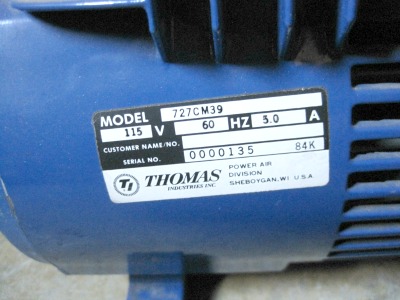 MODEL 727CM39
115 V 60 HZ 5.0 A
CUSTOMER NAME/NO.
SERIAL NO. 0000135 84K
TI THOMAS INDUSTRIES INC.
POWER AIR
DIVISION
SHEBOYGAN, WI. U.S.A.